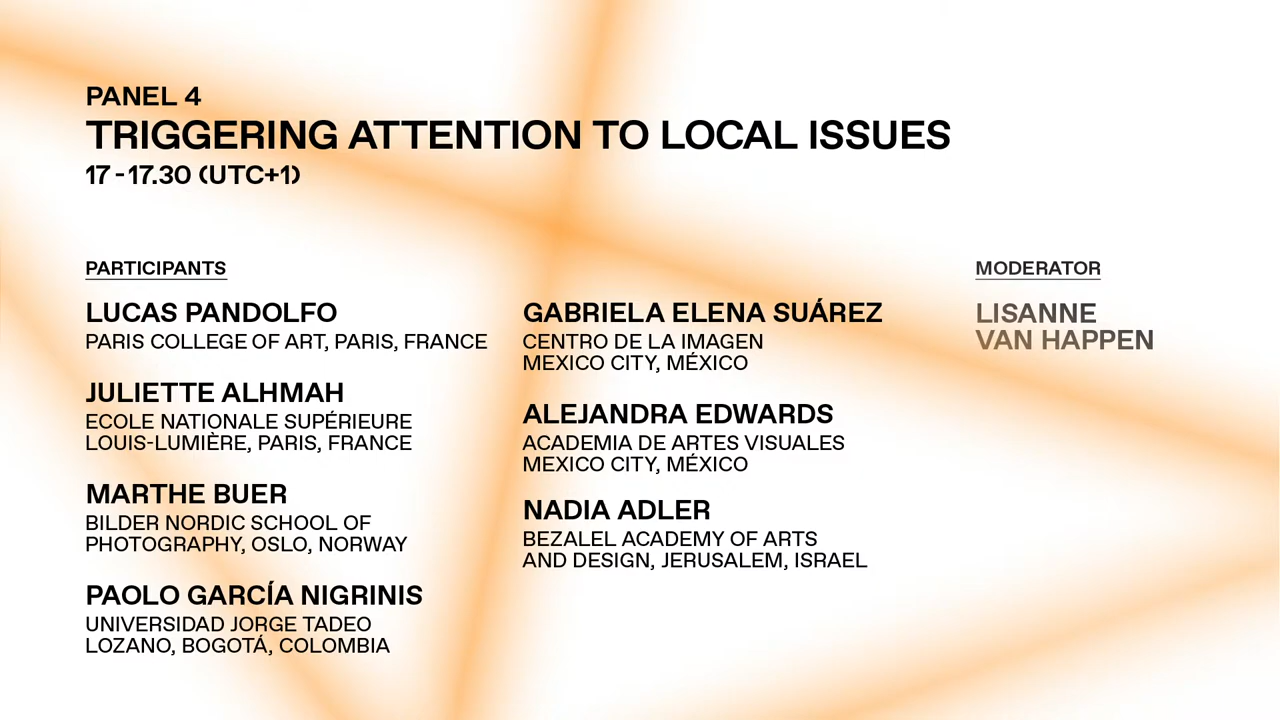 PANEL 4
TRIGGERING ATTENTION TO LOCAL ISSUES
17 - 17.30 (UTC+1)
PARTICIPANTS
LUCAS PANDOLFO
PARIS COLLEGE OF ART, PARIS, FRANCE
JULIETTE ALHMAH
ECOLE NATIONALE SUPÉRIEURE
LOUIS-LUMIÈRE, PARIS, FRANCE
MARTHE BUER
BILDER NORDIC SCHOOL OF
PHOTOGRAPHY, OSLO, NORWAY
PAOLO GARCÍA NIGRINIS
UNIVERSIDAD JORGE TADEO
LOZANO, BOGOTÁ, COLOMBIA
GABRIELA ELENA SUÁREZ
CENTRO DE LA IMAGEN
MEXICO CITY, MÉXICO
ALEJANDRA EDWARDS
ACADEMIA DE ARTES VISUALES
MEXICO CITY, MÉXICO
NADIA ADLER
BEZALEL ACADEMY OF ARTS
AND DESIGN, JERUSALEM, ISRAEL
MODERATOR
LISANNE
VAN HAPPEN